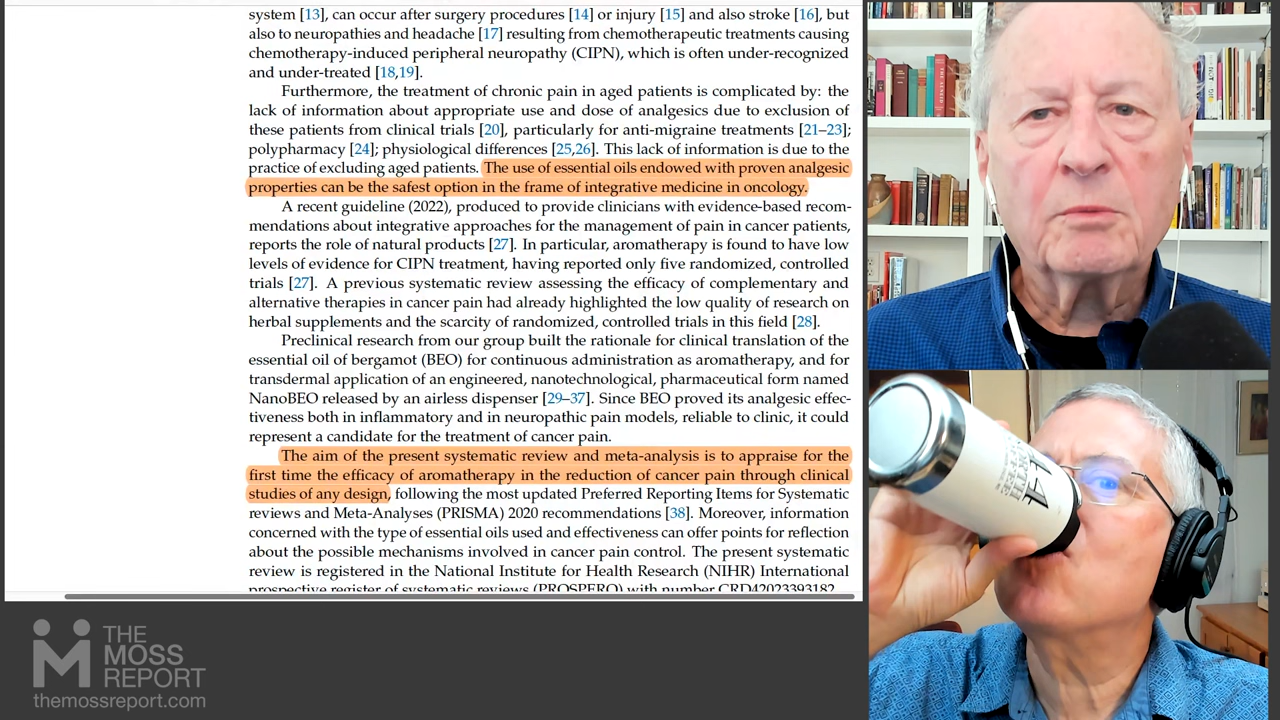 system [13], can occur after surgery procedures [14] or injury [15] and also stroke [16], but
also to neuropathies and headache [17] resulting from chemotherapeutic treatments causing
chemotherapy-induced peripheral neuropathy (CIPN), which is often under-recognized
and under-treated [18,19].
Furthermore, the treatment of chronic pain in aged patients is complicated by: the
lack of information about appropriate use and dose of analgesics due to exclusion of
these patients from clinical trials [20], particularly for anti-migraine treatments [21–23];
polypharmacy [24]; physiological differences [25,26]. This lack of information is due to the
practice of excluding aged patients. The use of essential oils endowed with proven analgesic
properties can be the safest option in the frame of integrative medicine in oncology.
A recent guideline (2022), produced to provide clinicians with evidence-based recom-
mendations about integrative approaches for the management of pain in cancer patients,
reports the role of natural products [27]. In particular, aromatherapy is found to have low
levels of evidence for CIPN treatment, having reported only five randomized, controlled
trials [27]. A previous systematic review assessing the efficacy of complementary and
alternative therapies in cancer pain had already highlighted the low quality of research on
herbal supplements and the scarcity of randomized, controlled trials in this field [28].
Preclinical research from our group built the rationale for clinical translation of the
essential oil of bergamot (BEO) for continuous administration as aromatherapy, and for
transdermal application of an engineered, nanotechnological, pharmaceutical form named
NanoBEO released by an airless dispenser [29–37]. Since BEO proved its analgesic effec-
tiveness both in inflammatory and in neuropathic pain models, reliable to clinic, it could
represent a candidate for the treatment of cancer pain.
The aim of the present systematic review and meta-analysis is to appraise for the
first time the efficacy of aromatherapy in the reduction of cancer pain through clinical
studies of any design, following the most updated Preferred Reporting Items for Systematic
reviews and Meta-Analyses (PRISMA) 2020 recommendations [38]. Moreover, information
concerned with the type of essential oils used and effectiveness can offer points for reflection
about the possible mechanisms involved in cancer pain control. The present systematic
review is registered in the National Institute for Health Research (NIHR) International
prospective register of systematic reviews (PROSPERO) with number CRD42023393182
THE
MOSS
REPORT
themossreport.com